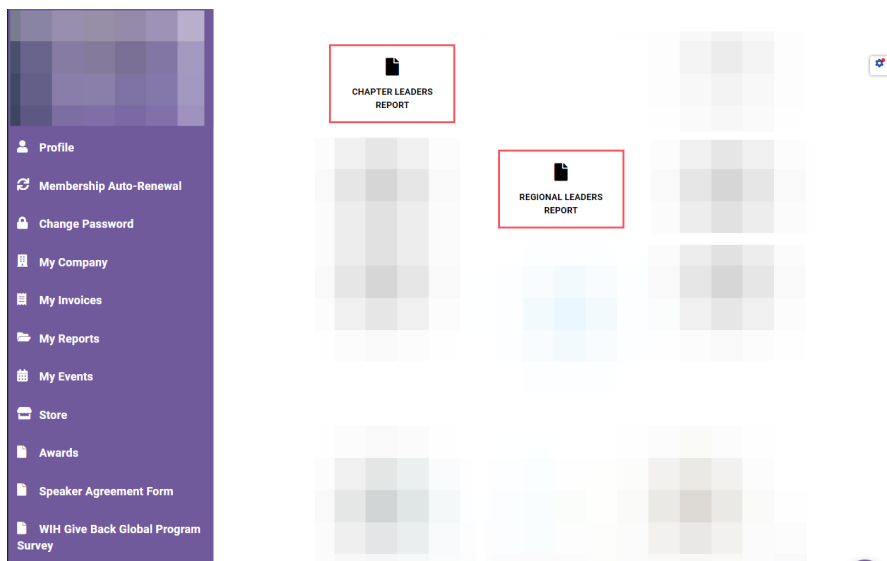 Profile
Membership Auto-Renewal
Change Password
My Company
My Invoices
My Reports
My Events
Store
Awards
Speaker Agreement Form
WIH Give Back Global Program
Survey
CHAPTER LEADERS
REPORT
REGIONAL LEADERS
REPORT